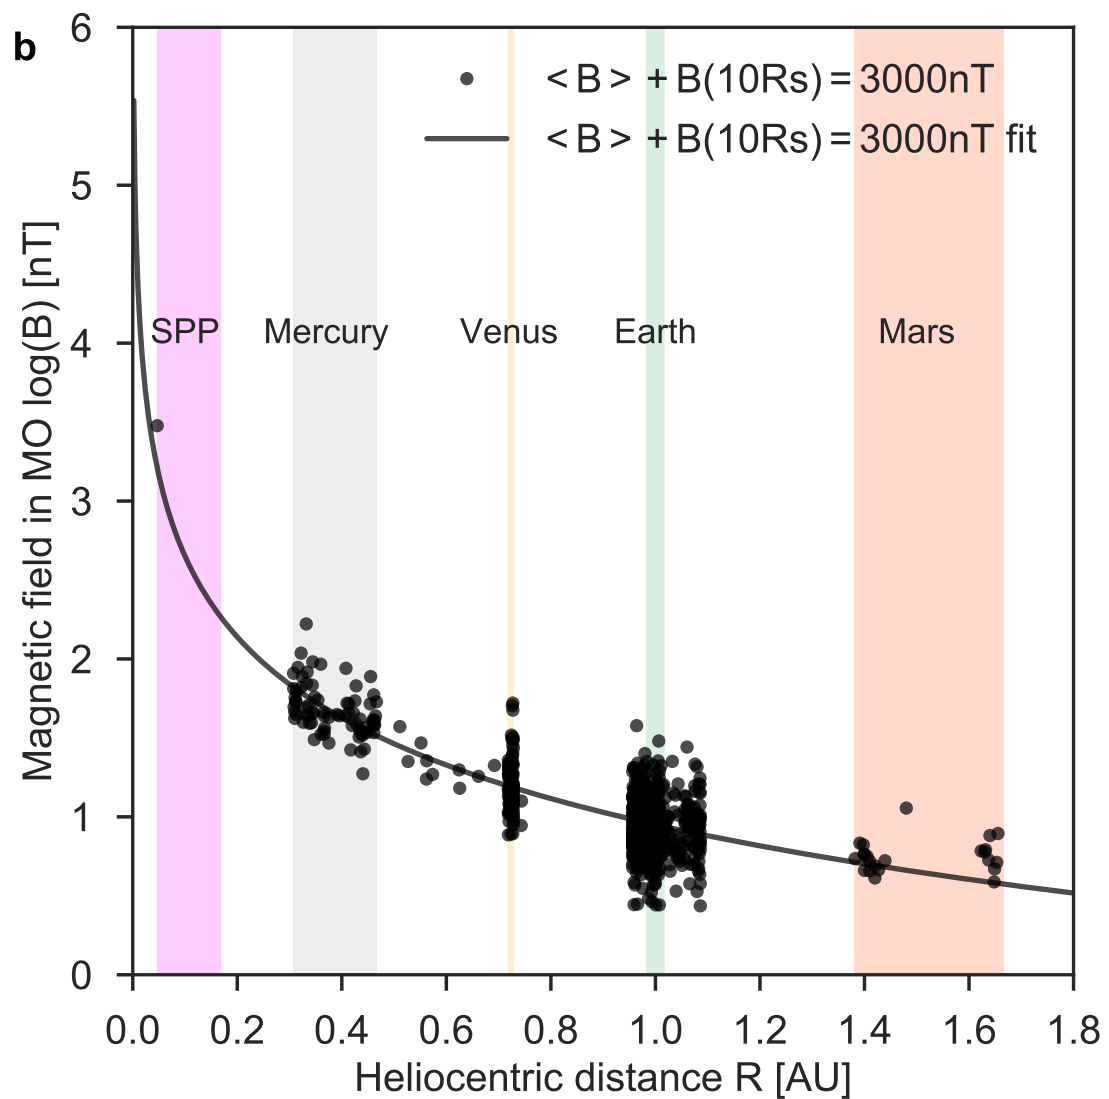 b
6
5
4
3
2
1
0
Magnetic field in MO log(B) [nT]
< B > + B(10Rs) = 3000nT
< B > + B(10Rs) = 3000nT fit
SPP Mercury Venus Earth Mars
0.0 0.2 0.4 0.6 0.8 1.0 1.2 1.4 1.6 1.8
Heliocentric distance R [AU]